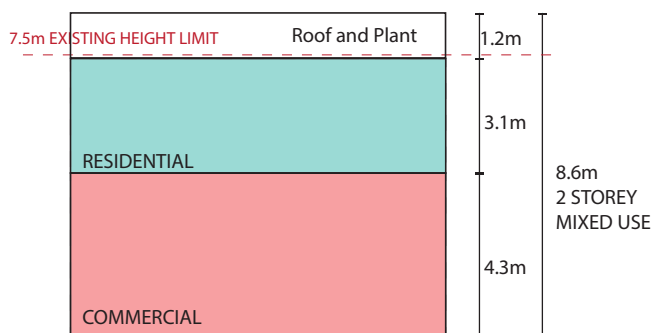 7.5m EXISTING HEIGHT LIMIT
Roof and Plant
1.2m
3.1m
RESIDENTIAL
8.6m
2 STOREY
MIXED USE
4.3m
COMMERCIAL